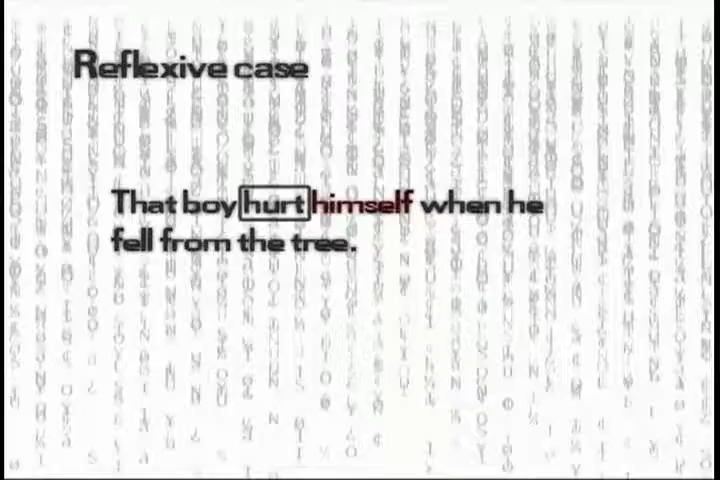 Reflexive case
That boy hurt himself when he
fell from the tree.